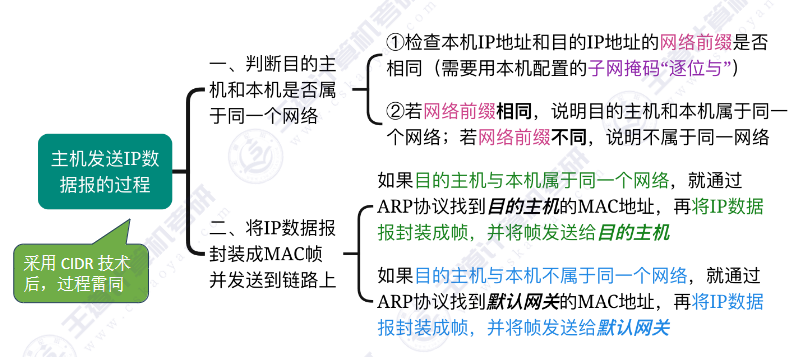 主机发送IP数
据报的过程
采用 CIDR 技术
后，过程雷同
一、判断目的主
机和本机是否属
于同一个网络
①检查本机IP地址和目的IP地址的网络前缀是否
相同（需要用本机配置的子网掩码“逐位与”）
②若网络前缀相同，说明目的主机和本机属于同一
个网络；若网络前缀不同，说明不属于同一网络
二、将IP数据报
封装成MAC帧
并发送到链路上
如果目的主机与本机属于同一个网络，就通过
ARP协议找到目的主机的MAC地址，再将IP数据
报封装成帧，并将帧发送给目的主机
如果目的主机与本机不属于同一个网络，就通过
ARP协议找到默认网关的MAC地址，再将IP数据
报封装成帧，并将帧发送给默认网关
王道计算机考研